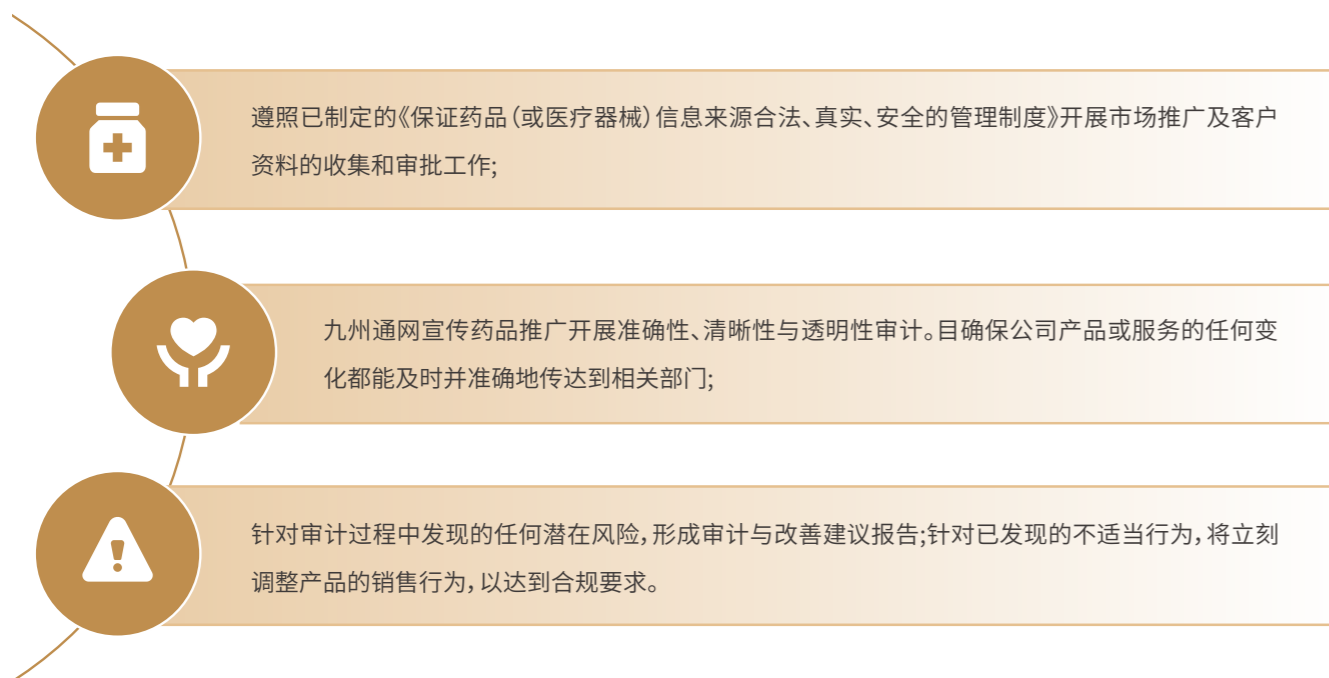 遵照已制定的《保证药品(或医疗器械)信息来源合法、真实、安全的管理制度》开展市场推广及客户
资料的收集和审批工作;
九州通网宣传药品推广开展准确性、清晰性与透明性审计。目确保公司产品或服务的任何变
化都能及时并准确地传达到相关部门;
针对审计过程中发现的任何潜在风险,形成审计与改善建议报告;针对已发现的不适当行为,将立刻
调整产品的销售行为,以达到合规要求。